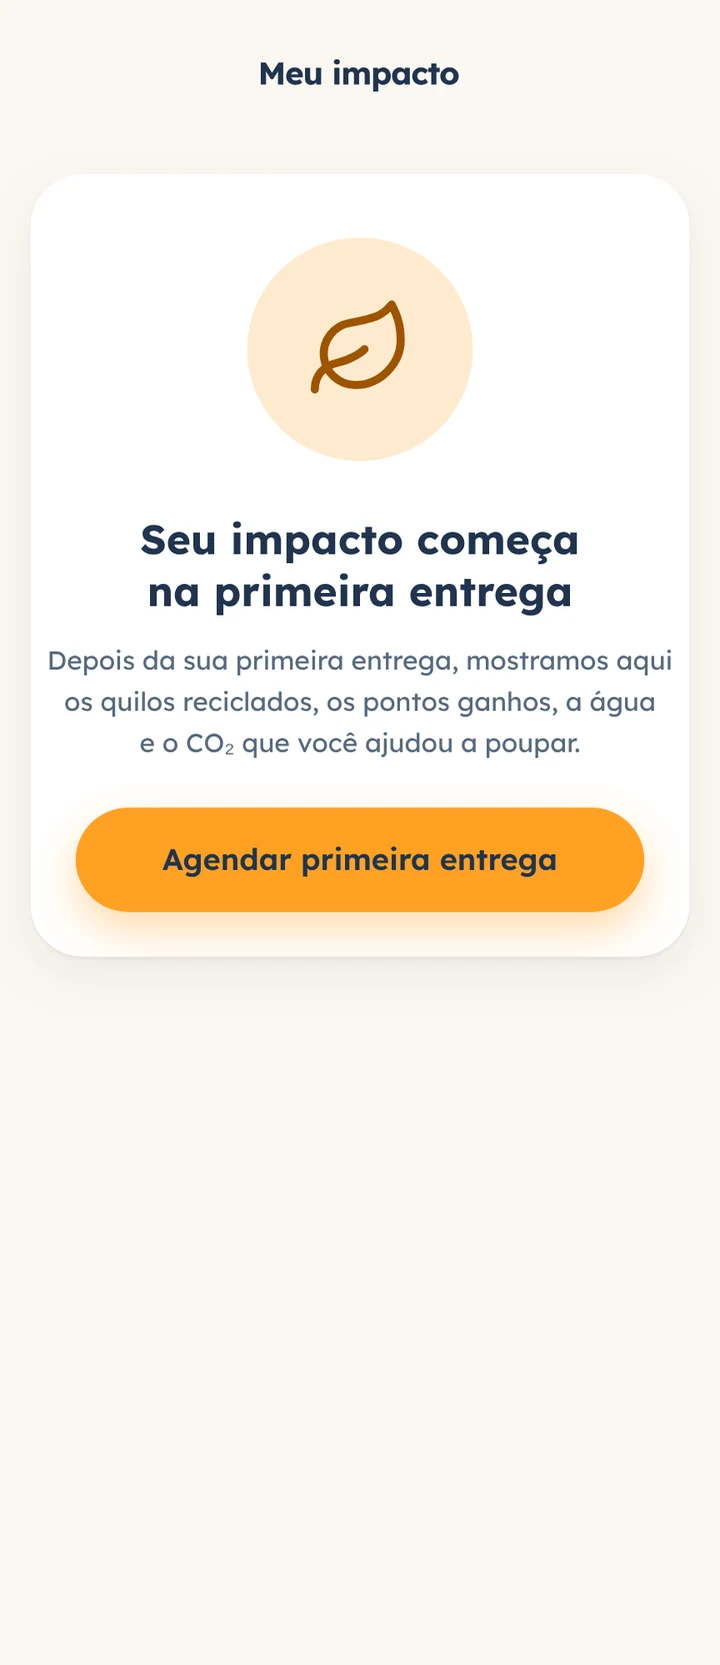 Meu impacto
Seu impacto começa
na primeira entrega
Depois da sua primeira entrega, mostramos aqui
os quilos reciclados, os pontos ganhos, a água
e o CO₂ que você ajudou a poupar.
Agendar primeira entrega